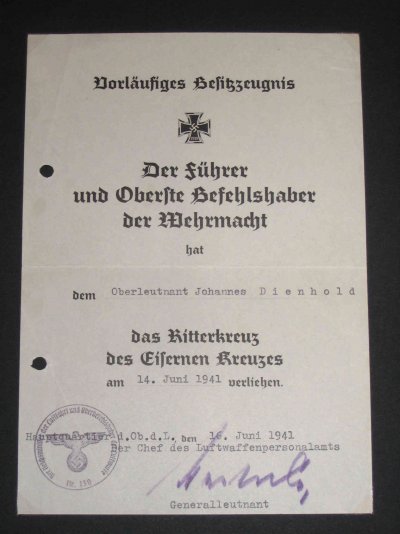 Vorläufiges Besitzzeugnis
Der Führer
und Oberste Befehlshaber
der Wehrmacht
hat
dem Oberleutnant Johannes Dienhold
das Ritterkreuz
des Eisernen Kreuzes
am 14. Juni 1941 verliehen.
Hauptquartier d.Ob.d.L. den 16. Juni 1941
Der Chef des Luftwaffenpersonalamts
Generalleutnant